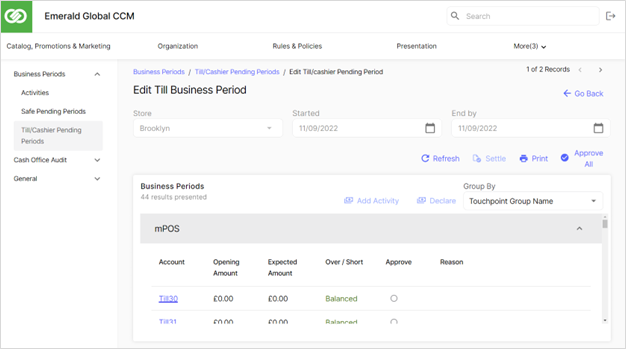 Emerald Global CCM
Search
Catalog, Promotions & Marketing
Organization
Rules & Policies
Presentation
More(3)
Business Periods
Activities
Safe Pending Periods
Till/Cashier Pending
Periods
Cash Office Audit
General
Business Periods / Till/Cashier Pending Periods / Edit Till/cashier Pending Period
1 of 2 Records
Edit Till Business Period
Go Back
Store
Brooklyn
Started
11/09/2022
End by
11/09/2022
Refresh
Settle
Print
Approve
All
Business Periods
44 results presented
Add Activity
Declare
Group By
Touchpoint Group Name
mPOS
Account Opening Expected Over / Short Approve Reason
Amount Amount
Till30 £0.00 £0.00 Balanced
Till31 £0.00 £0.00 Balanced